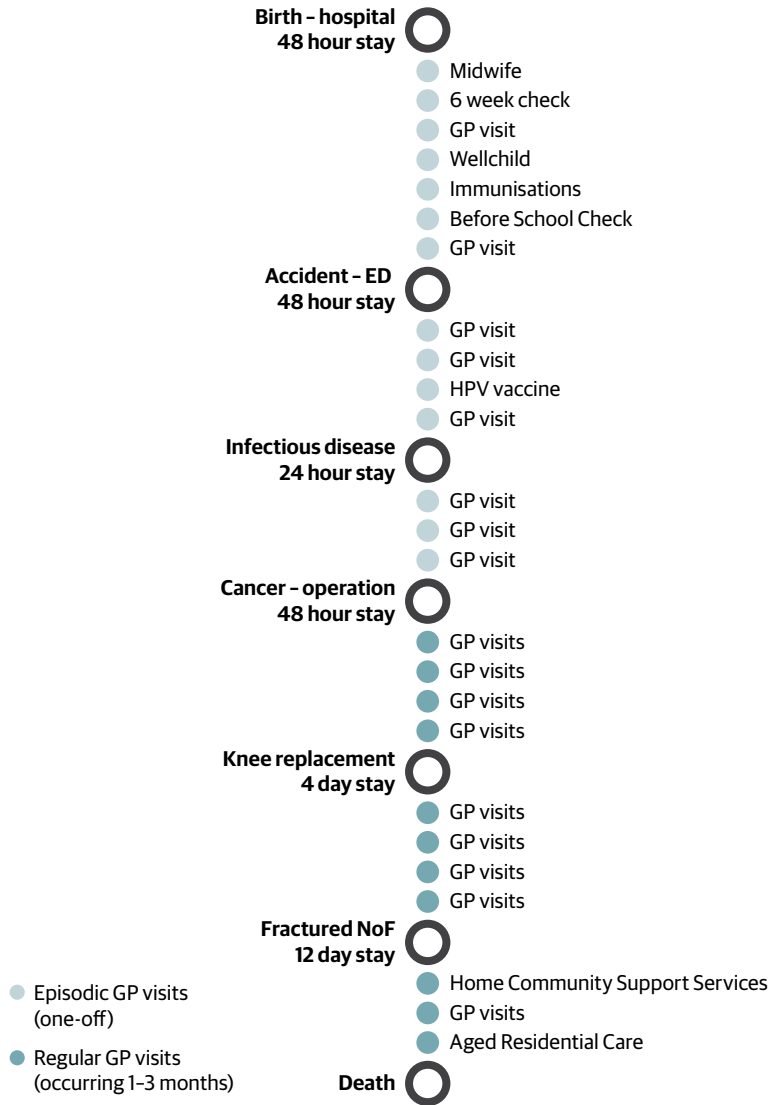 Birth – hospital
48 hour stay
Midwife
6 week check
GP visit
Wellchild
Immunisations
Before School Check
GP visit
Accident – ED
48 hour stay
GP visit
GP visit
HPV vaccine
GP visit
Infectious disease
24 hour stay
GP visit
GP visit
GP visit
Cancer – operation
48 hour stay
GP visits
GP visits
GP visits
GP visits
Knee replacement
4 day stay
GP visits
GP visits
GP visits
GP visits
Fractured NoF
12 day stay
Home Community Support Services
GP visits
Aged Residential Care
Death
Episodic GP visits
(one-off)
Regular GP visits
(occurring 1–3 months)